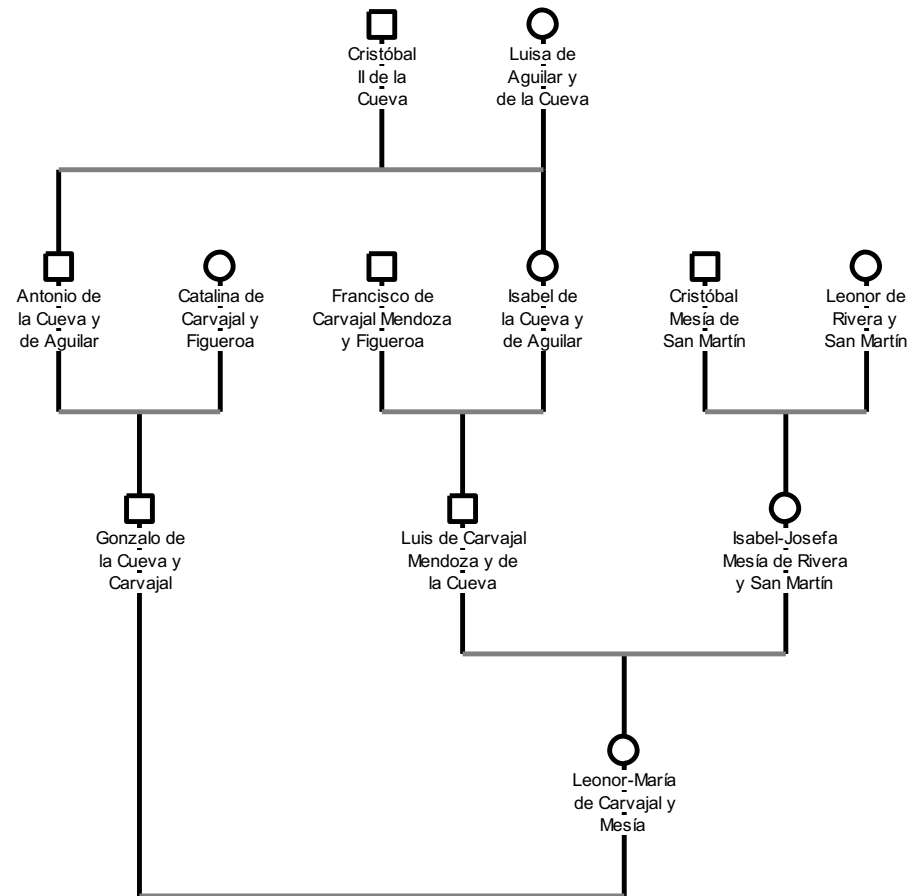 Cristóbal
II de la
Cueva
Luisa de
Aguilar y
de la Cueva
Antonio de
la Cueva y
de Aguilar
Catalina de
Carvajal y
Figueroa
Francisco de
Carvajal Mendoza
y Figueroa
Isabel de
la Cueva y
de Aguilar
Cristóbal
Mesía de
San Martín
Leonor de
Rivera y
San Martín
Gonzalo de
la Cueva y
Carvajal
Luis de Carvajal
Mendoza y de
la Cueva
Isabel-Josefa
Mesía de Rivera
y San Martín
Leonor-María
de Carvajal y
Mesía